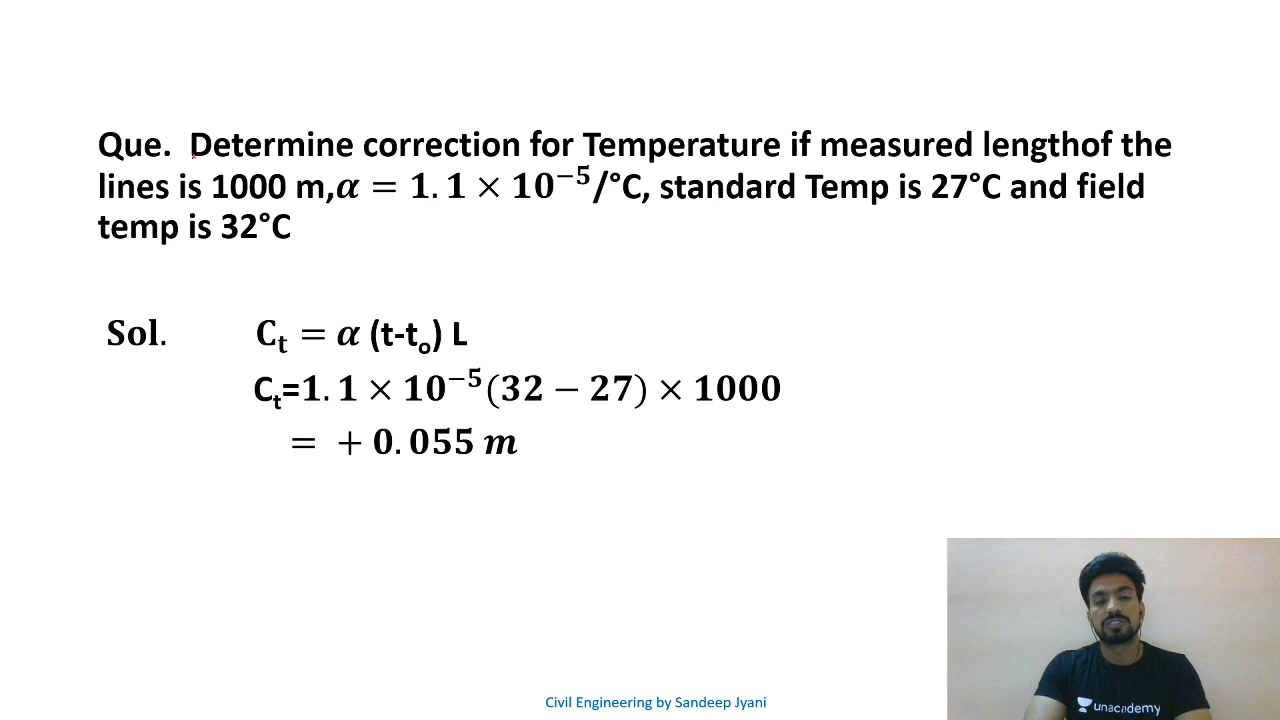 Que. Determine correction for Temperature if measured lengthof the
lines is 1000 m,α = 1.1 × 10⁻⁵/°C, standard Temp is 27°C and field
temp is 32°C
Sol. Cₜ = α (t-tₒ) L
Cₜ=1.1 × 10⁻⁵(32 − 27) × 1000
= +0.055 m
unacademy
Civil Engineering by Sandeep Jyani